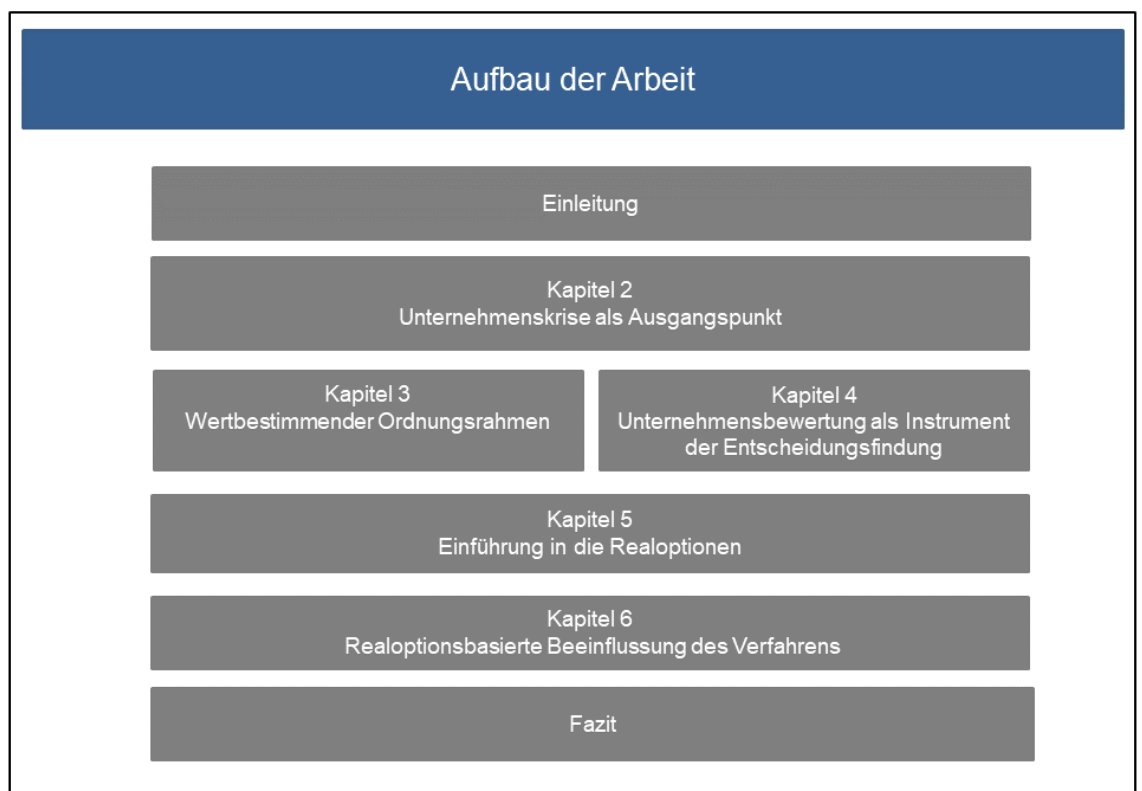 Aufbau der Arbeit
Einleitung
Kapitel 2
Unternehmenskrise als Ausgangspunkt
Kapitel 3
Wertbestimmender Ordnungsrahmen
Kapitel 4
Unternehmensbewertung als Instrument
der Entscheidungsfindung
Kapitel 5
Einführung in die Realoptionen
Kapitel 6
Realoptionsbasierte Beeinflussung des Verfahrens
Fazit